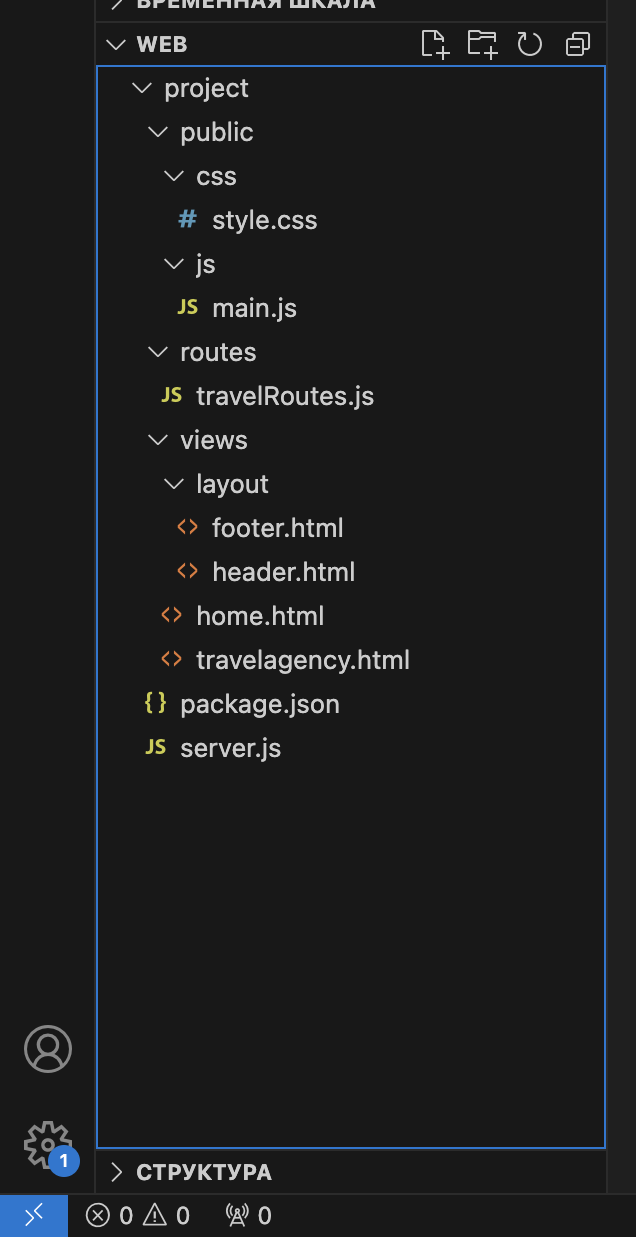 ВРЕМЕННАЯ ШКАЛА
WEB
project
public
css
# style.css
js
JS main.js
routes
JS travelRoutes.js
views
layout
<> footer.html
<> header.html
<> home.html
<> travelagency.html
{} package.json
JS server.js
1
СТРУКТУРА
0 0 0